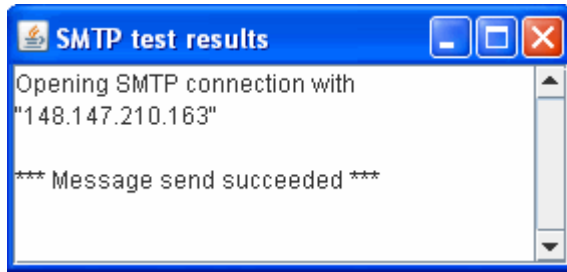 SMTP test results
Opening SMTP connection with
"148.147.210.163"
*** Message send succeeded ***